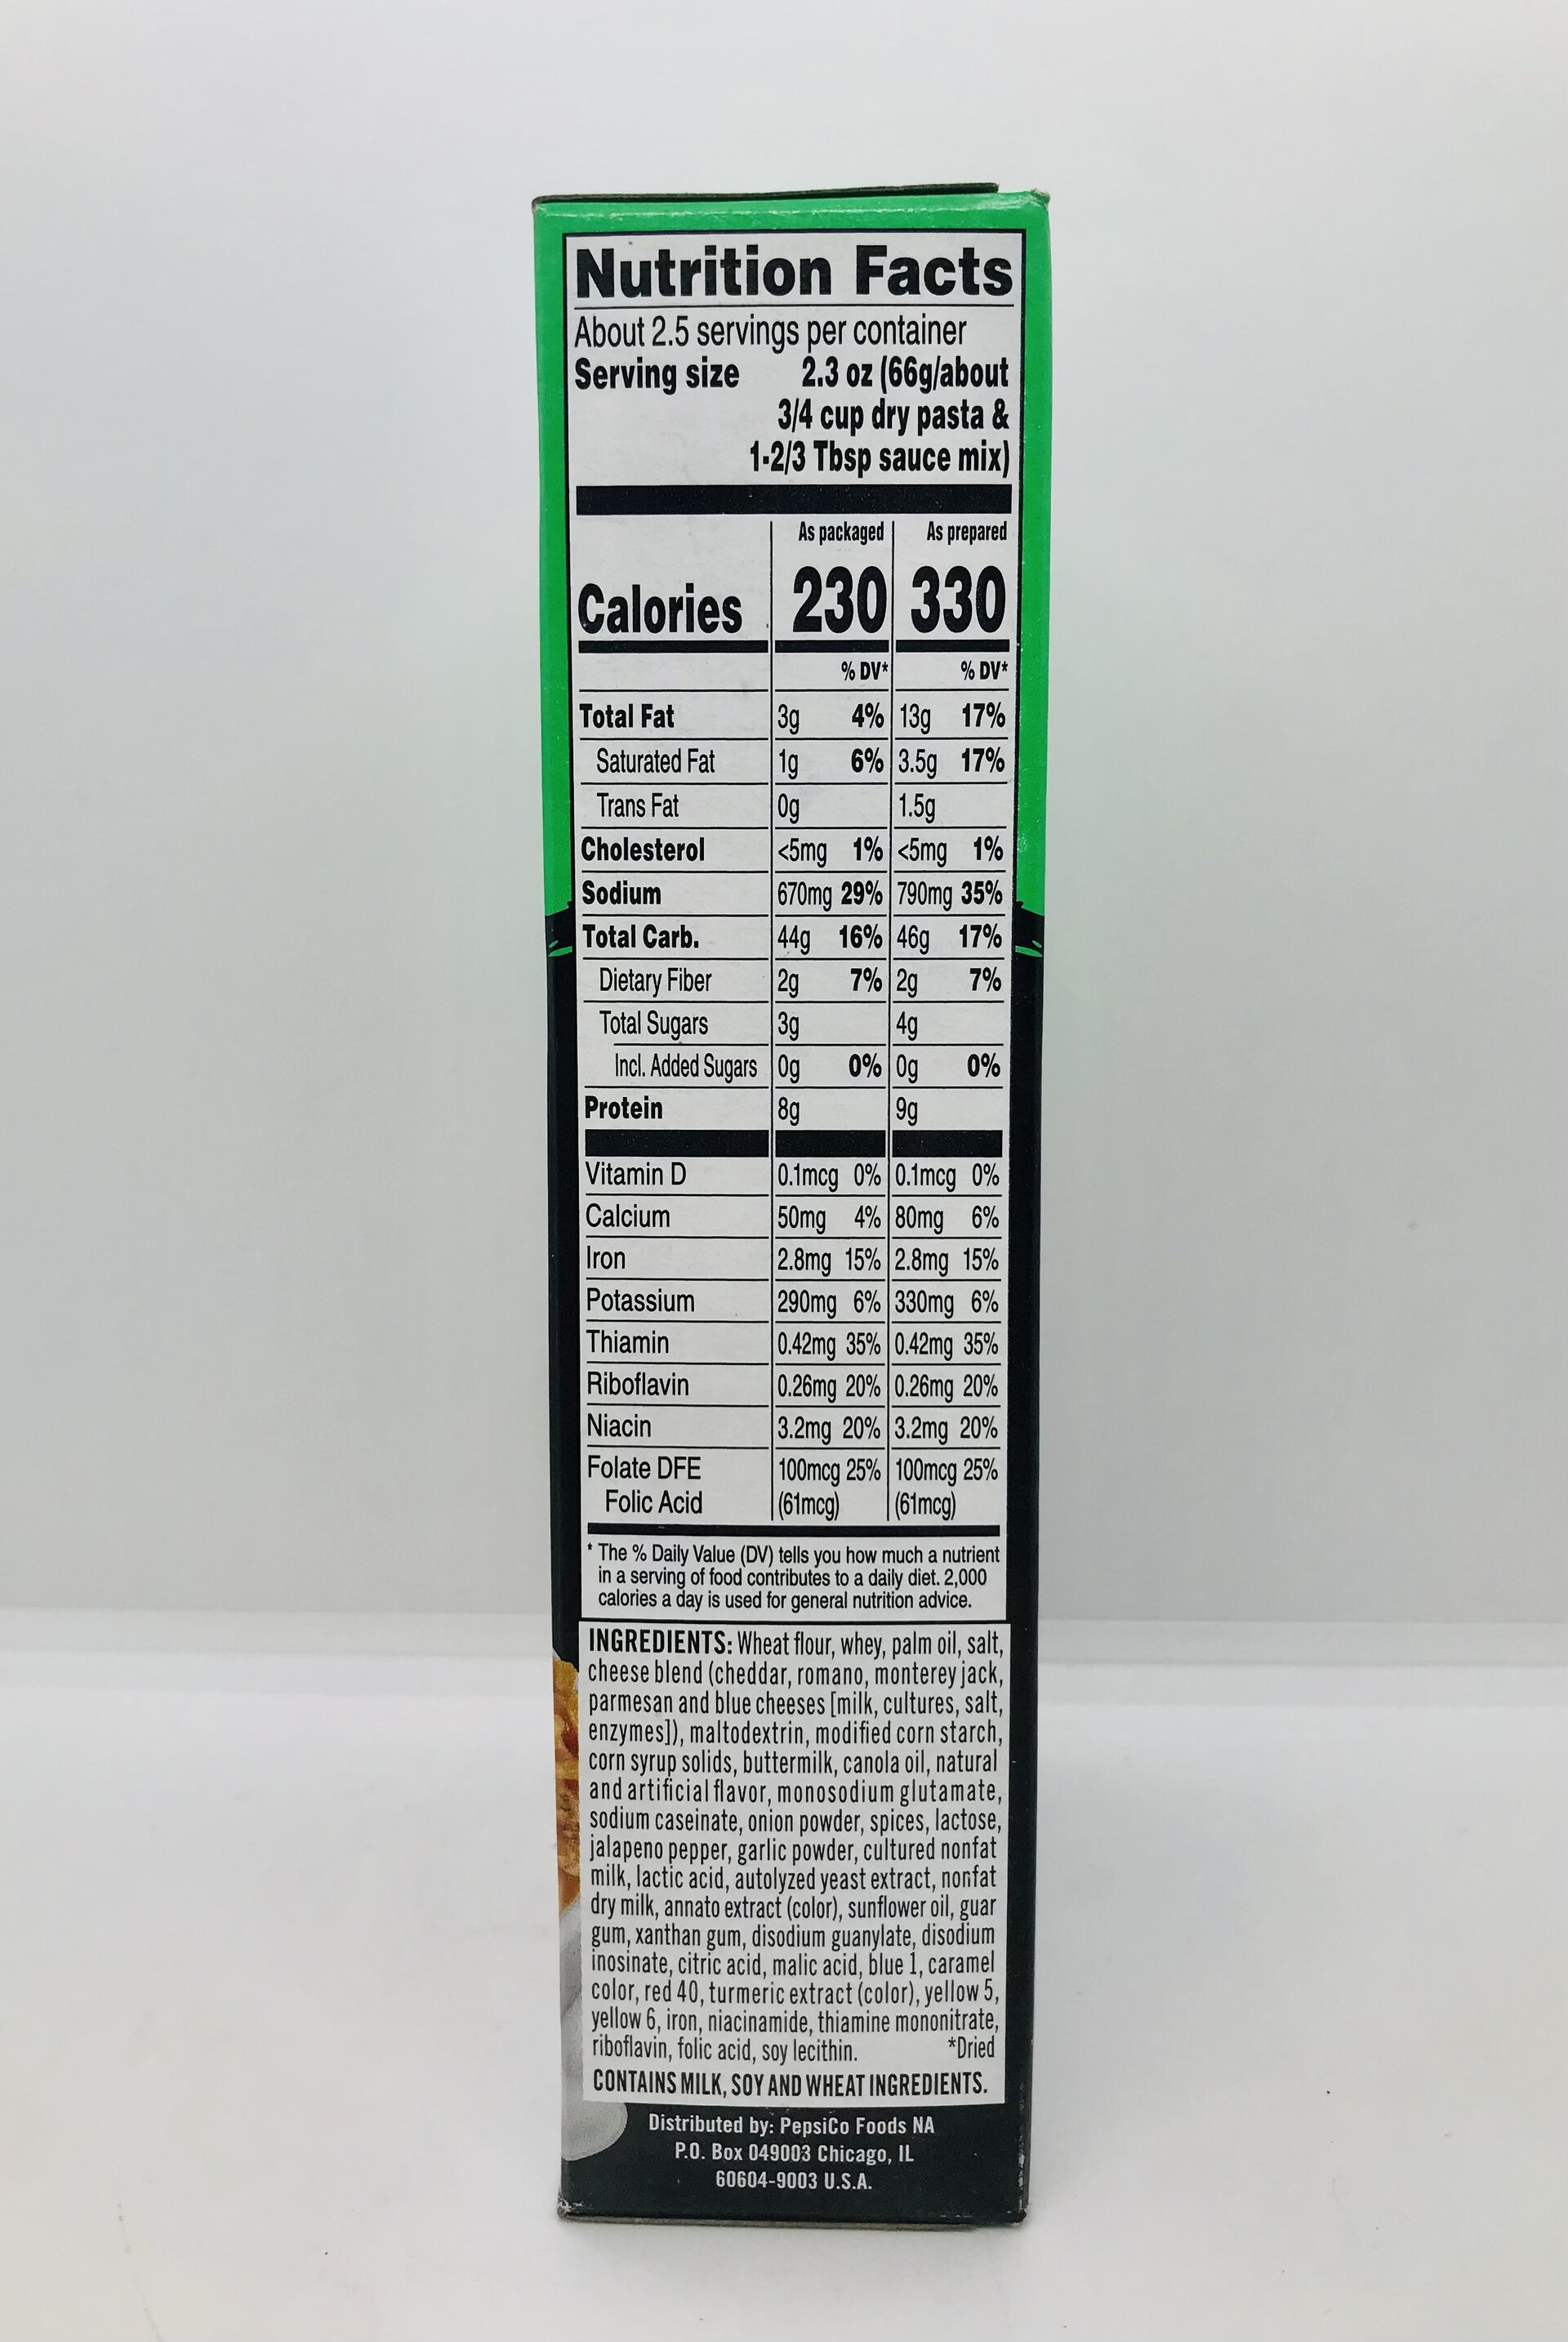 Nutrition Facts
About 2.5 servings per container
Serving size 2.3 oz (66g/about
3/4 cup dry pasta &
1-2/3 Tbsp sauce mix)
As packaged As prepared
Calories 230 330
% DV* % DV*
Total Fat 3g 4% 13g 17%
Saturated Fat 1g 6% 3.5g 17%
Trans Fat 0g 1.5g
Cholesterol <5mg 1% <5mg 1%
Sodium 670mg 29% 790mg 35%
Total Carb. 44g 16% 46g 17%
Dietary Fiber 2g 7% 2g 7%
Total Sugars 3g 4g
Incl. Added Sugars 0g 0% 0g 0%
Protein 8g 9g
Vitamin D 0.1mcg 0% 0.1mcg 0%
Calcium 50mg 4% 80mg 6%
Iron 2.8mg 15% 2.8mg 15%
Potassium 290mg 6% 330mg 6%
Thiamin 0.42mg 35% 0.42mg 35%
Riboflavin 0.26mg 20% 0.26mg 20%
Niacin 3.2mg 20% 3.2mg 20%
Folate DFE 100mcg 25% 100mcg 25%
Folic Acid (61mcg) (61mcg)
* The % Daily Value (DV) tells you how much a nutrient
in a serving of food contributes to a daily diet. 2,000
calories a day is used for general nutrition advice.
INGREDIENTS: Wheat flour, whey, palm oil, salt,
cheese blend (cheddar, romano, monterey jack,
parmesan and blue cheeses [milk, cultures, salt,
enzymes]), maltodextrin, modified corn starch,
corn syrup solids, buttermilk, canola oil, natural
and artificial flavor, monosodium glutamate,
sodium caseinate, onion powder, spices, lactose,
jalapeno pepper, garlic powder, cultured nonfat
milk, lactic acid, autolyzed yeast extract, nonfat
dry milk, annato extract (color), sunflower oil, guar
gum, xanthan gum, disodium guanylate, disodium
inosinate, citric acid, malic acid, blue 1, caramel
color, red 40, turmeric extract (color), yellow 5,
yellow 6, iron, niacinamide, thiamine mononitrate,
riboflavin, folic acid, soy lecithin. *Dried
CONTAINS MILK, SOY AND WHEAT INGREDIENTS.
Distributed by: PepsiCo Foods NA
P.O. Box 049003 Chicago, IL
60604-9003 U.S.A.